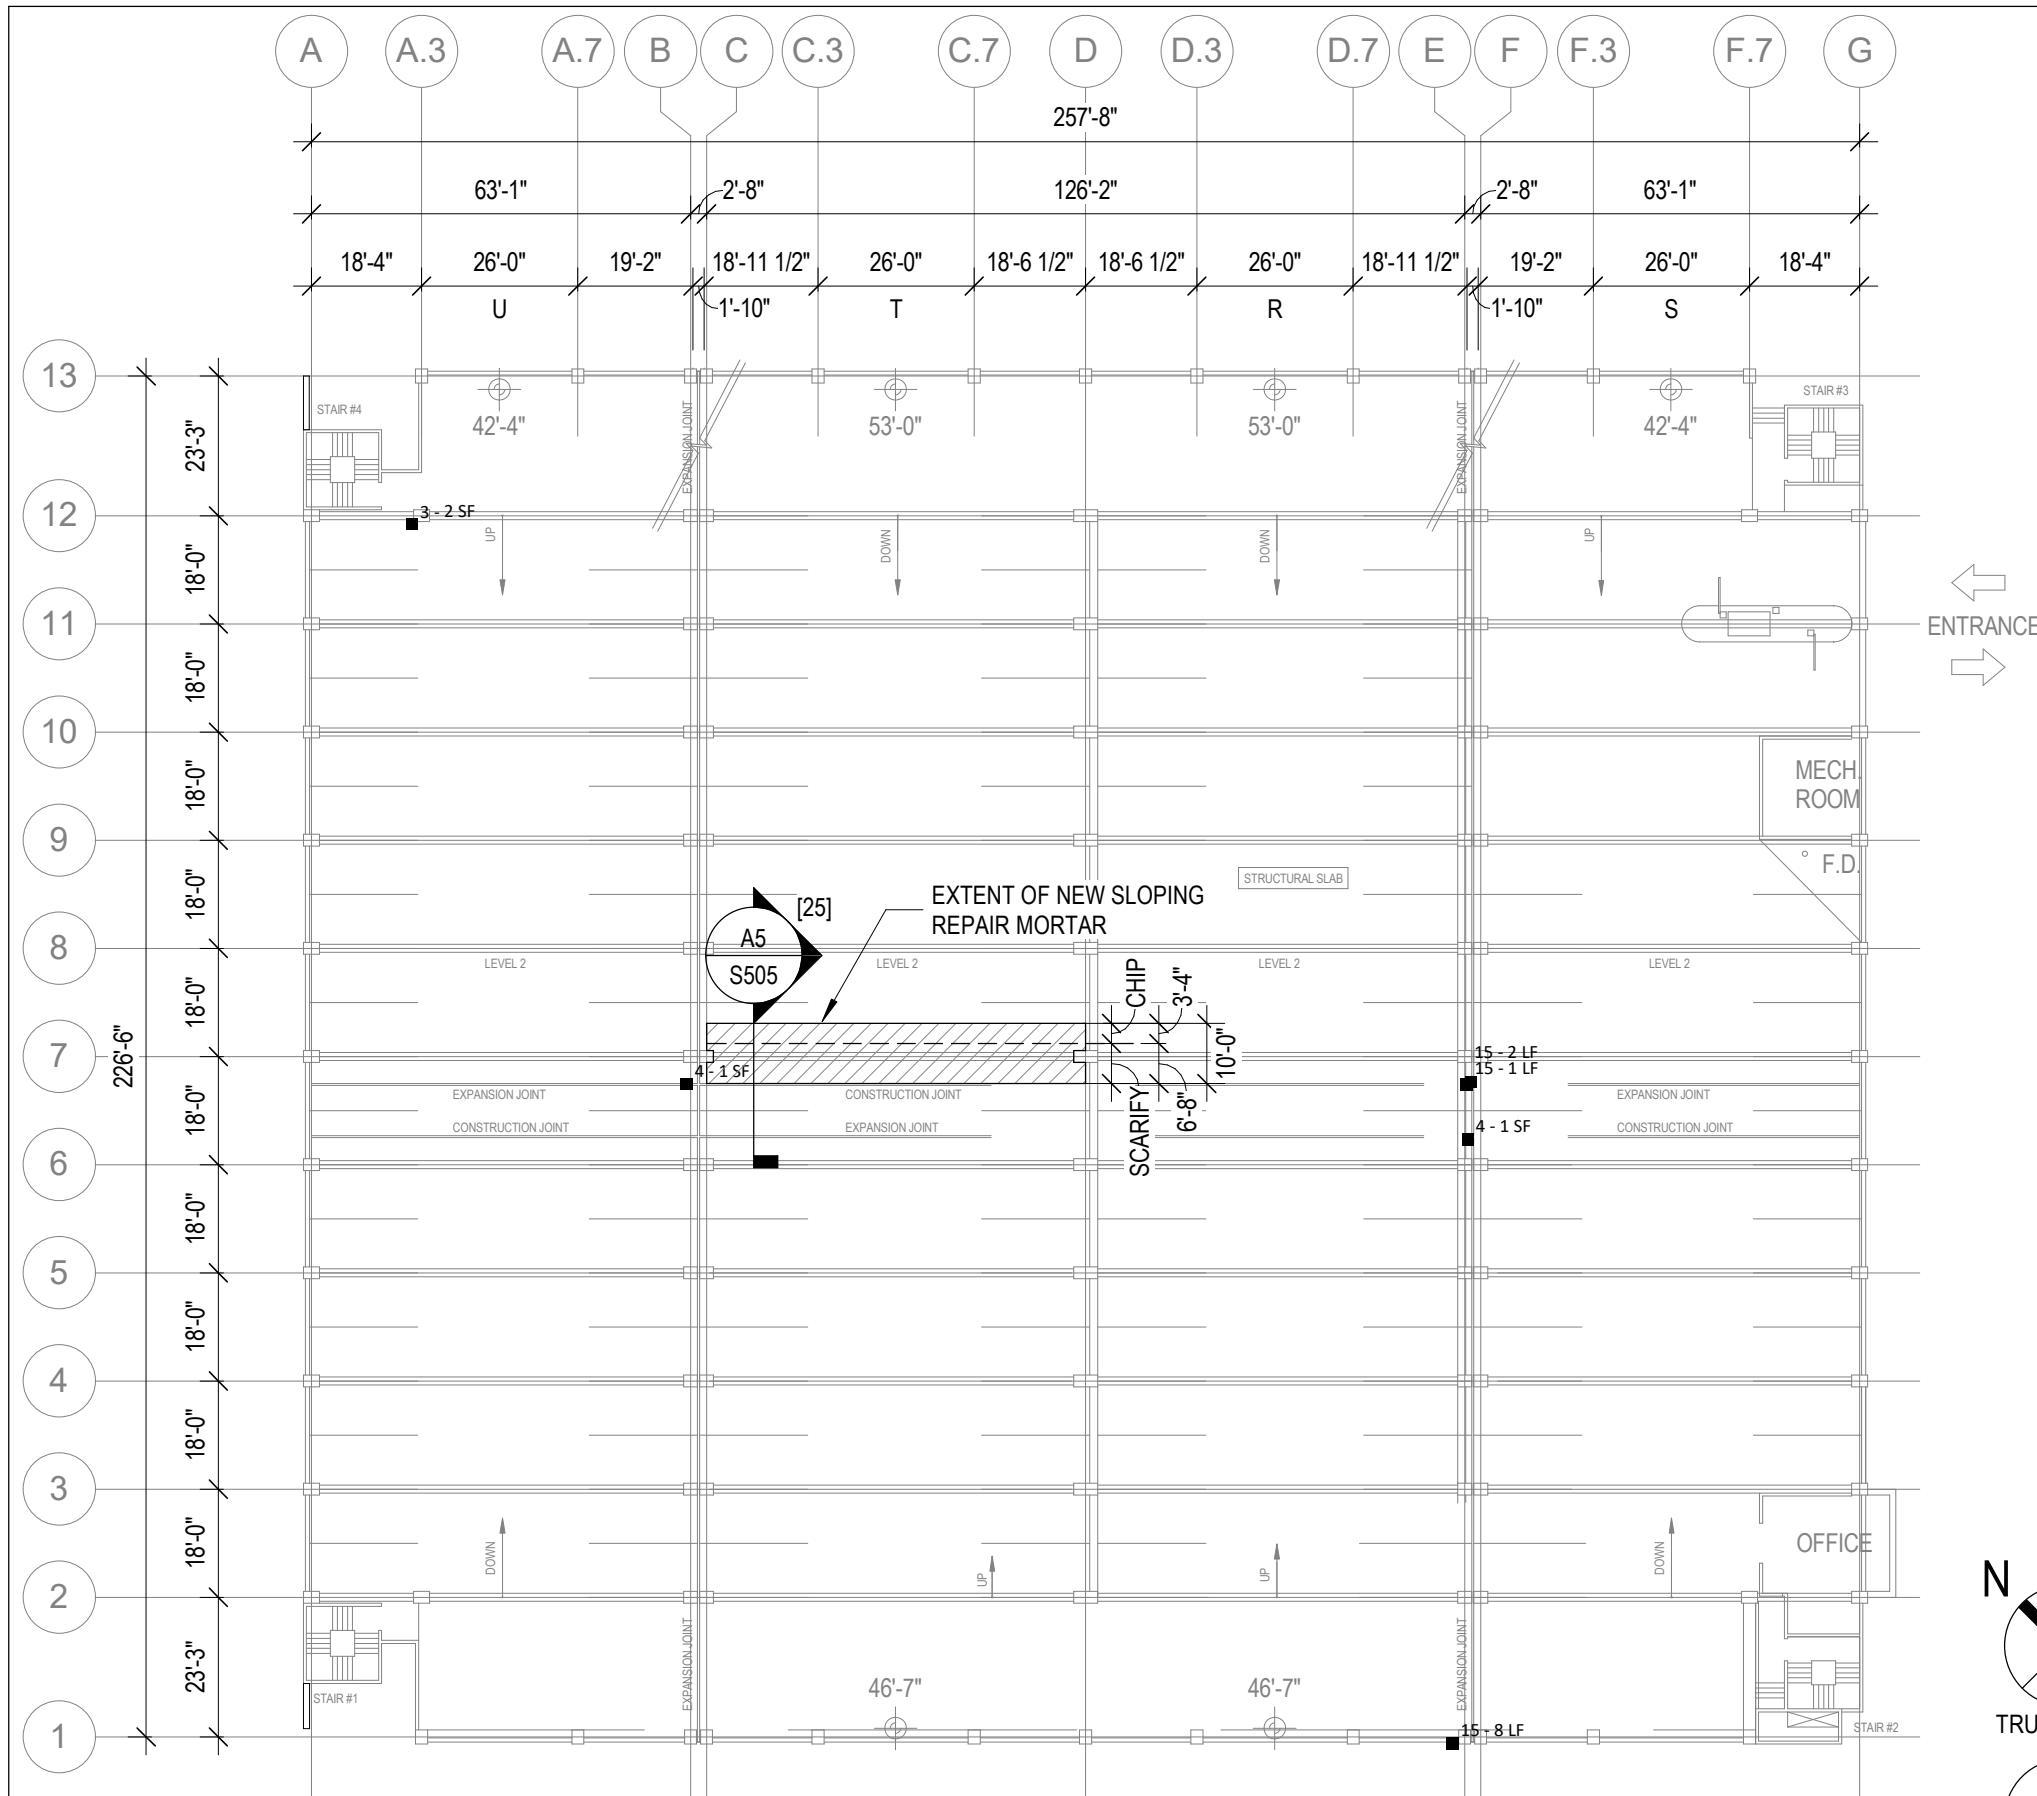 A A.3 A.7 B C C.3 C.7 D D.3 D.7 E F F.3 F.7 G
257'-8"
63'-1" 2'-8" 126'-2" 2'-8" 63'-1"
18'-4" 26'-0" 19'-2" 18'-11 1/2" 26'-0" 18'-6 1/2" 18'-6 1/2" 26'-0" 18'-11 1/2" 19'-2" 26'-0" 18'-4"
U 1'-10" T R 1'-10" S
13
STAIR #4
42'-4"
EXPANSION JOINT
53'-0"
53'-0"
EXPANSION JOINT
42'-4"
STAIR #3
23'-3"
12
3 - 2 SF
UP
DOWN
DOWN
UP
18'-0"
11
ENTRANCE
18'-0"
10
MECH.
ROOM
18'-0"
9
F.D.
STRUCTURAL SLAB
18'-0"
[25]
EXTENT OF NEW SLOPING
REPAIR MORTAR
8
A5
S505
LEVEL 2
LEVEL 2
LEVEL 2
LEVEL 2
CHIP
3'-4"
18'-0"
10'-0"
7
226'-6"
15 - 2 LF
15 - 1 LF
4 - 1 SF
EXPANSION JOINT
CONSTRUCTION JOINT
EXPANSION JOINT
SCARIFY
6'-8"
18'-0"
CONSTRUCTION JOINT
EXPANSION JOINT
4 - 1 SF
CONSTRUCTION JOINT
6
18'-0"
5
18'-0"
4
18'-0"
3
18'-0"
DOWN
UP
UP
DOWN
OFFICE
2
N
23'-3"
EXPANSION JOINT
EXPANSION JOINT
STAIR #1
46'-7"
46'-7"
1
15 - 8 LF
STAIR #2
TRU